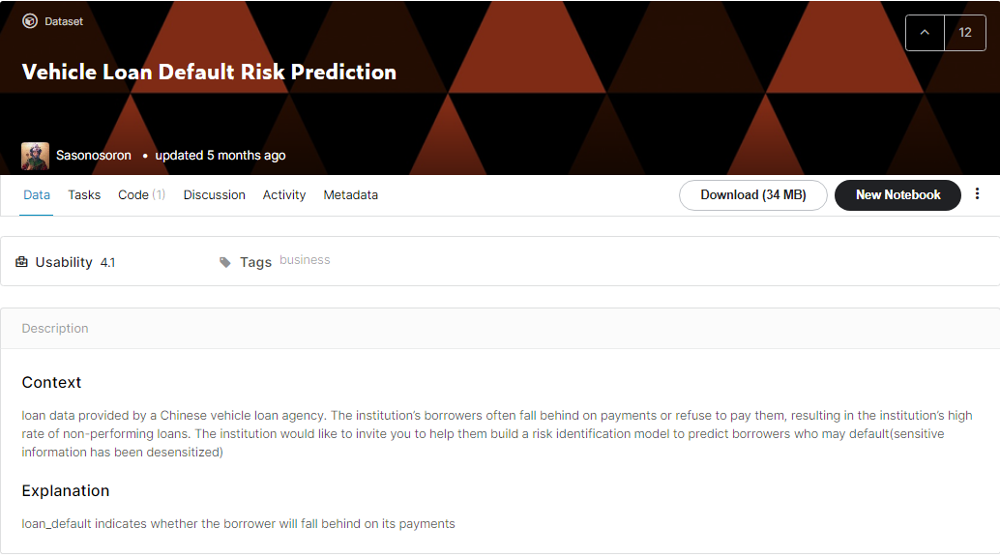 Dataset
12
Vehicle Loan Default Risk Prediction
Sasonosoron • updated 5 months ago
Data Tasks Code (1) Discussion Activity Metadata Download (34 MB) New Notebook
Usability 4.1 Tags business
Description
Context
loan data provided by a Chinese vehicle loan agency. The institution's borrowers often fall behind on payments or refuse to pay them, resulting in the institution's high
rate of non-performing loans. The institution would like to invite you to help them build a risk identification model to predict borrowers who may default(sensitive
information has been desensitized)
Explanation
loan_default indicates whether the borrower will fall behind on its payments